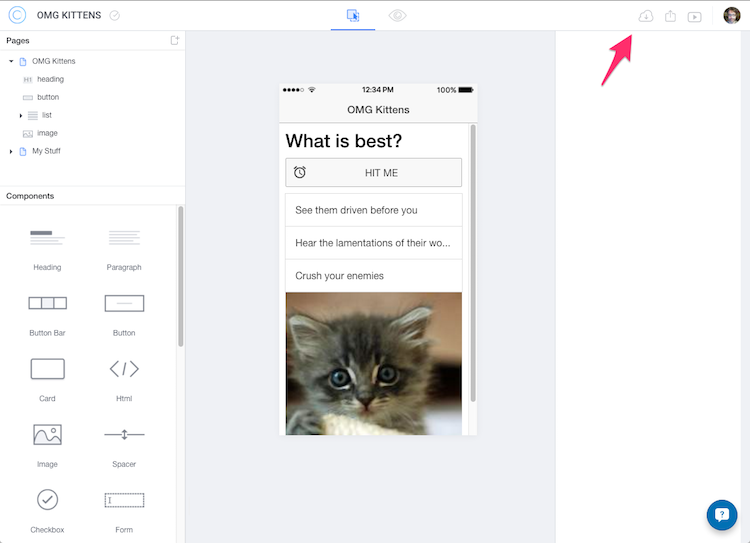 OMG KITTENS
Pages
OMG Kittens
H1 heading
button
list
image
My Stuff
Components
Heading
Paragraph
Button Bar
Button
Card
Html
Image
Spacer
Checkbox
Form
12:34 PM
100%
OMG Kittens
What is best?
HIT ME
See them driven before you
Hear the lamentations of their wo...
Crush your enemies